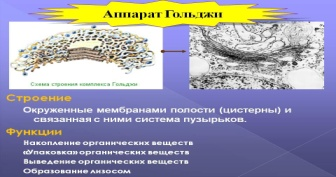 Аппарат Гольджи
Схема строения комплекса Гольджи
Строение
Окруженные мембранами полости (цистерны) и
связанная с ними система пузырьков.
Функции
Накопление органических веществ
«Упаковка» органических веществ
Выведение органических веществ
Образование лизосом